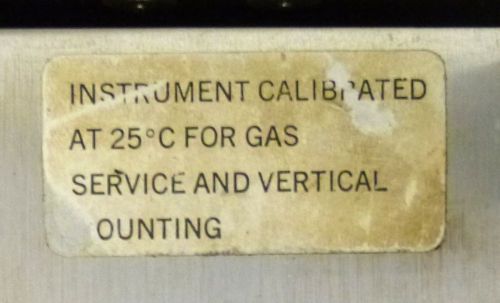 INSTRUMENT CALIBRATED
AT 25°C FOR GAS
SERVICE AND VERTICAL
OUNTING